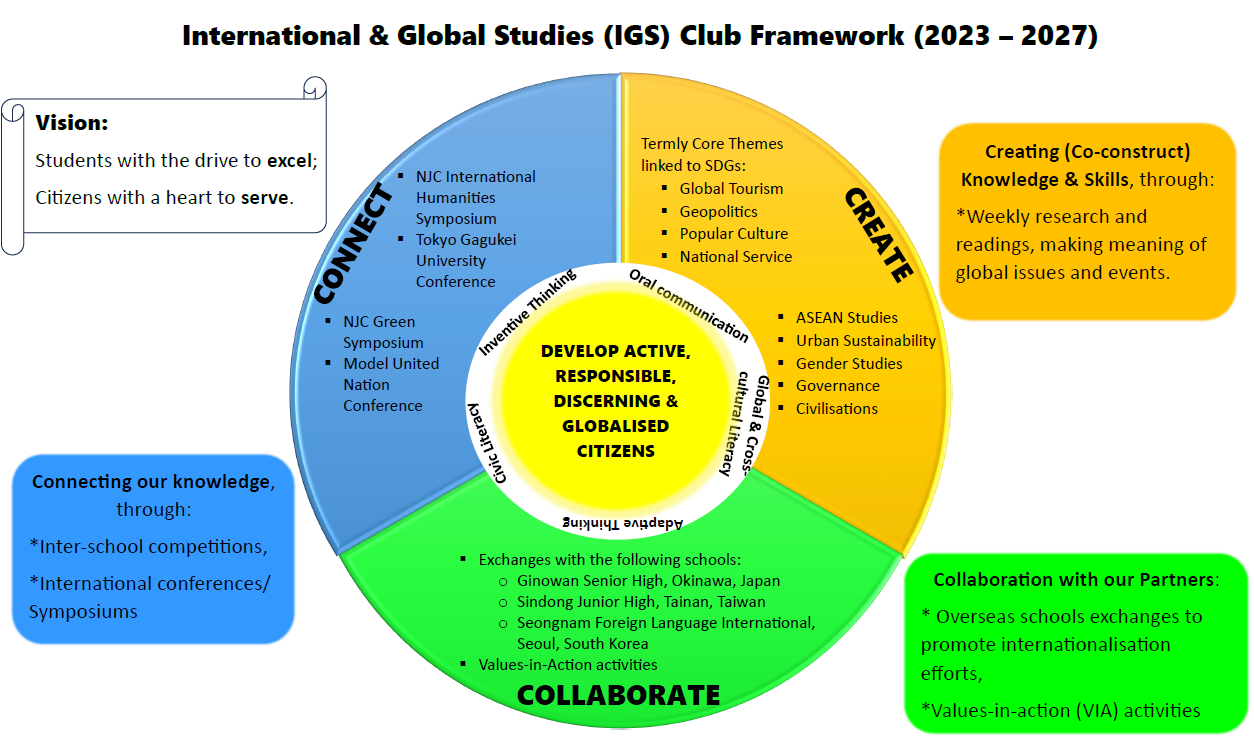 International & Global Studies (IGS) Club Framework (2023 – 2027)
Vision:
Students with the drive to excel;
Citizens with a heart to serve.
CONNECT
▪ NJC International
Humanities
Symposium
▪ Tokyo Gagukei
University
Conference
▪ NJC Green
Symposium
▪ Model United
Nation
Conference
Termly Core Themes
linked to SDGs:
▪ Global Tourism
▪ Geopolitics
▪ Popular Culture
▪ National Service
CREATE
▪ ASEAN Studies
▪ Urban Sustainability
▪ Gender Studies
▪ Governance
▪ Civilisations
Creating (Co-construct)
Knowledge & Skills, through:
*Weekly research and
readings, making meaning of
global issues and events.
Inventive Thinking
Oral communication
Global & Cross-
cultural Literacy
Adaptive Thinking
Civic Literacy
DEVELOP ACTIVE,
RESPONSIBLE,
DISCERNING &
GLOBALISED
CITIZENS
Connecting our knowledge,
through:
*Inter-school competitions,
*International conferences/
Symposiums
▪ Exchanges with the following schools:
o Ginowan Senior High, Okinawa, Japan
o Sindong Junior High, Tainan, Taiwan
o Seongnam Foreign Language International,
Seoul, South Korea
▪ Values-in-Action activities
COLLABORATE
Collaboration with our Partners:
* Overseas schools exchanges to
promote internationalisation
efforts,
*Values-in-action (VIA) activities